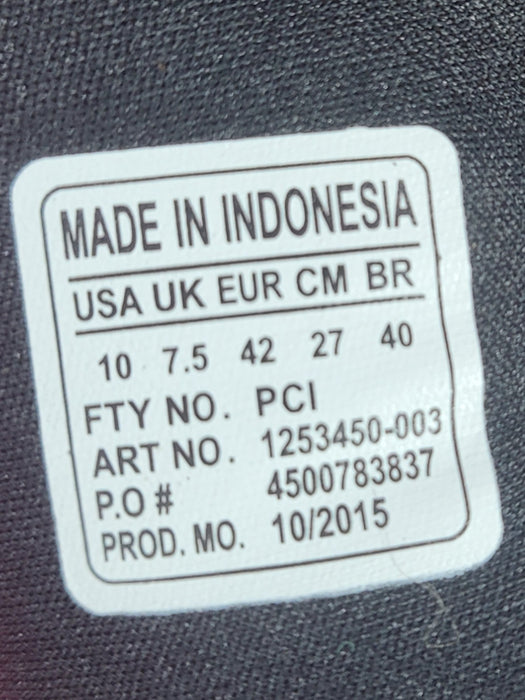 MADE IN INDONESIA
USA UK EUR CM BR
10 7.5 42 27 40
FTY NO. PCI
ART NO. 1253450-003
P.O # 4500783837
PROD. MO. 10/2015